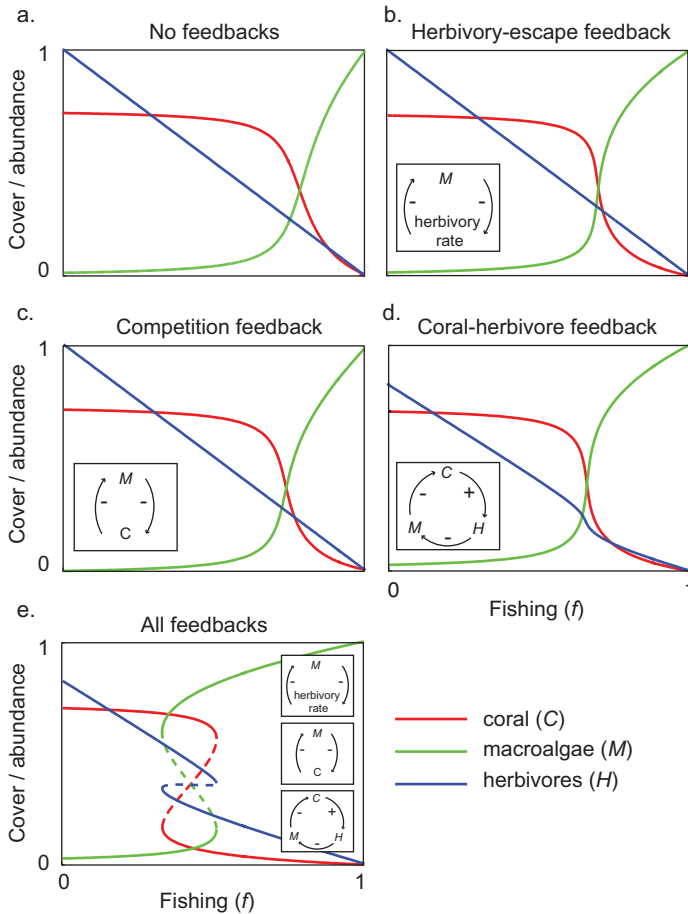 a.
No feedbacks
1
0
Cover / abundance
b.
Herbivory-escape feedback
M
-
-
herbivory
rate
c.
Competition feedback
1
0
Cover / abundance
M
-
-
C
d.
Coral-herbivore feedback
C
-
+
M
H
-
0
1
Fishing (f)
e.
All feedbacks
1
0
Cover / abundance
M
-
-
herbivory
rate
M
-
-
C
C
-
+
M
H
-
0
1
Fishing (f)
coral (C)
macroalgae (M)
herbivores (H)